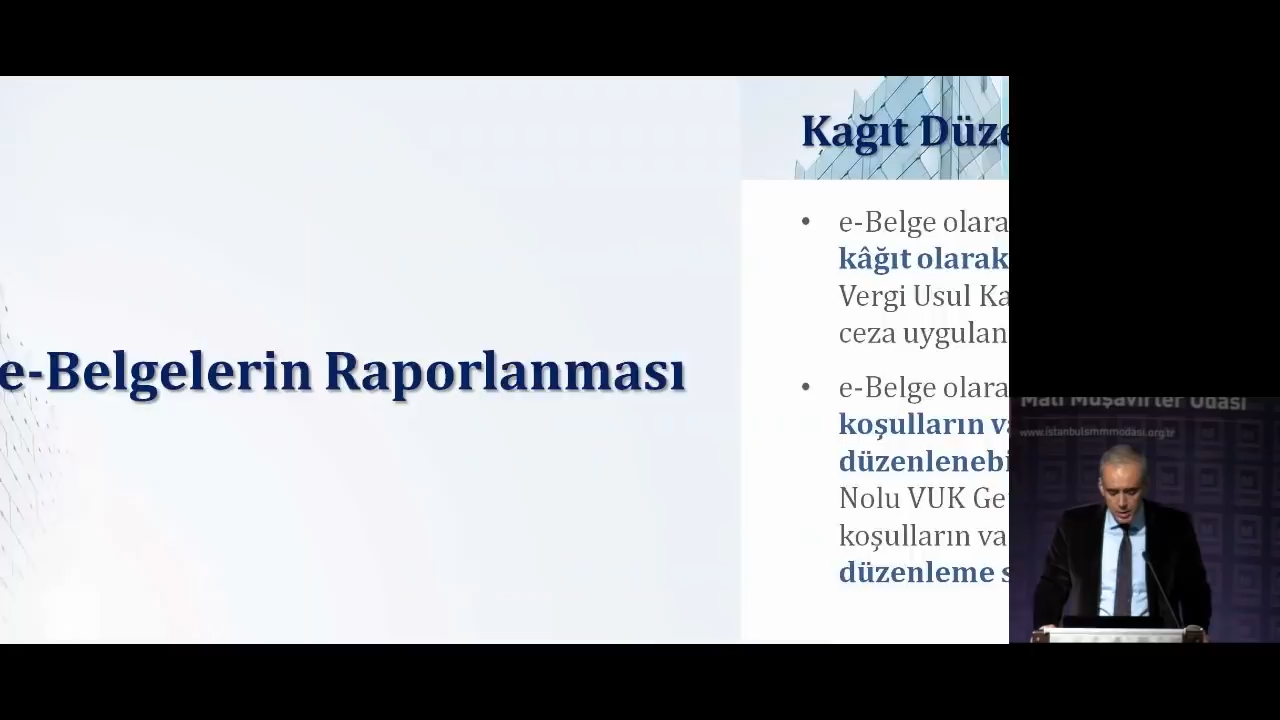 e-Belgelerin Raporlanması
Kağıt Düze
• e-Belge olara
kâğıt olarak
Vergi Usul Ka
ceza uygulan
• e-Belge olara
koşulların va
düzenlenebi
Nolu VUK Ge
koşulların va
düzenleme s
Mali Müşavirler Odası
www.istanbulsmmmodasi.org.tr